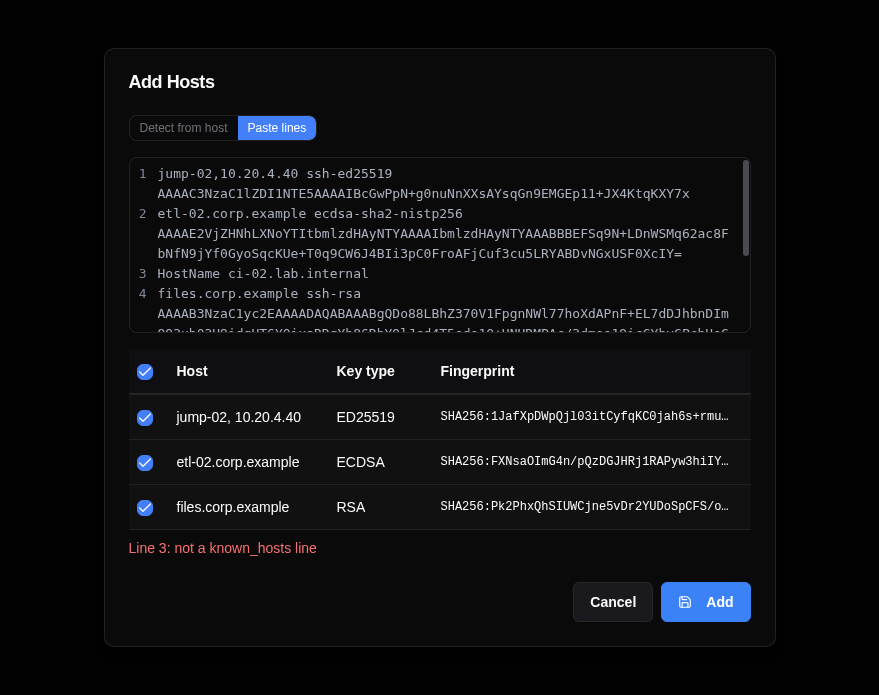 Add Hosts
Detect from host Paste lines
1 jump-02,10.20.4.40 ssh-ed25519
AAAAC3NzaC1lZDI1NTE5AAAAIBcGwPpN+g0nuNnXXsAYsqGn9EMGEp11+JX4KtqKXY7x
2 etl-02.corp.example ecdsa-sha2-nistp256
AAAAE2VjZHNhLXNoYTItbmlzdHAyNTYAAAAIbmlzdHAyNTYAAABBBEFSq9N+LDnWSMq62ac8F
bNfN9jYf0GyoSqcKUe+T0q9CW6J4BIi3pC0FroAFjCuf3cu5LRYABDvNGxUSF0XcIY=
3 HostName ci-02.lab.internal
4 files.corp.example ssh-rsa
AAAAB3NzaC1yc2EAAAADAQABAAABgQDo88LBhZ370V1FpgnNWl77hoXdAPnF+EL7dDJhbnDIm
Host Key type Fingerprint
jump-02, 10.20.4.40 ED25519 SHA256:1JafXpDWpQjl03itCyfqKC0jah6s+rmu…
etl-02.corp.example ECDSA SHA256:FXNsaOImG4n/pQzDGJHRj1RAPyw3hiIY…
files.corp.example RSA SHA256:Pk2PhxQhSIUWCjne5vDr2YUDoSpCFS/o…
Line 3: not a known_hosts line
Cancel Add